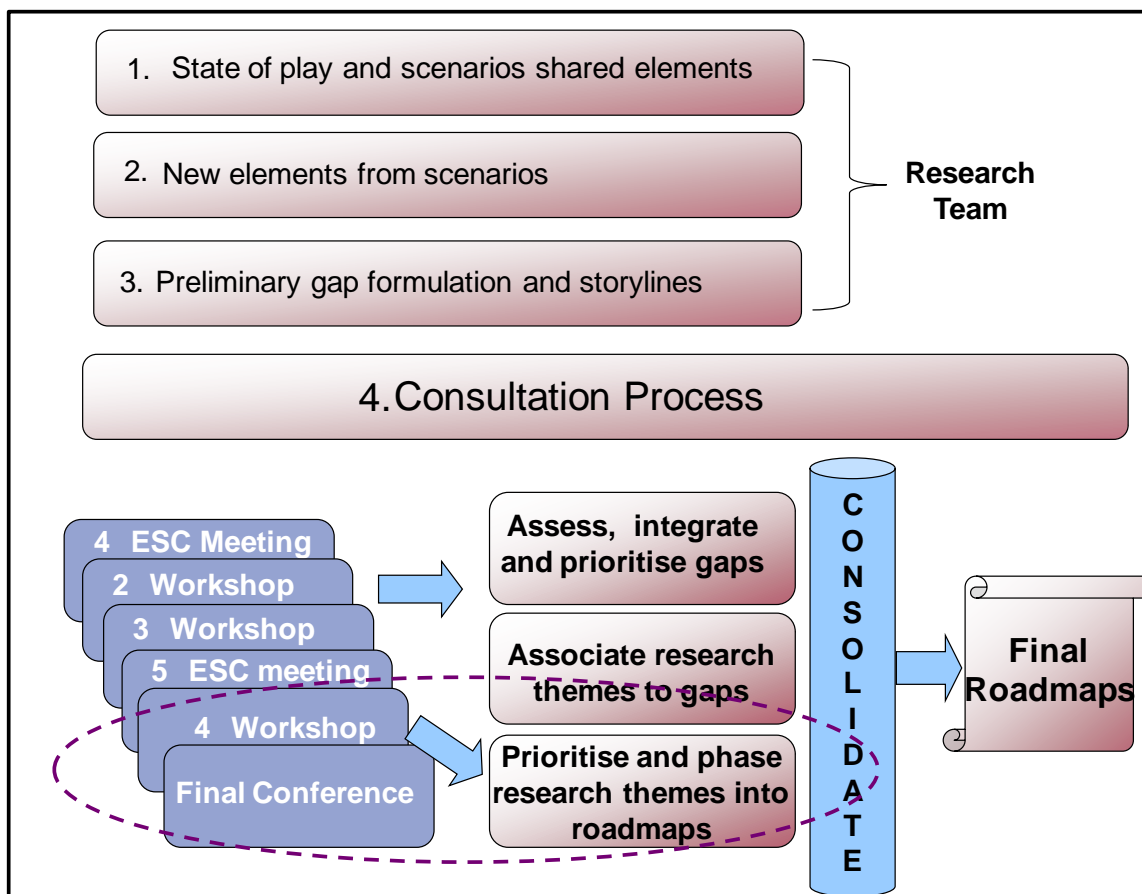 1. State of play and scenarios shared elements
2. New elements from scenarios
3. Preliminary gap formulation and storylines
Research
Team
4. Consultation Process
4 ESC Meeting
2 Workshop
3 Workshop
5 ESC meeting
4 Workshop
Final Conference
Assess, integrate
and prioritise gaps
Associate research
themes to gaps
Prioritise and phase
research themes into
roadmaps
C
O
N
S
O
L
I
D
A
T
E
Final
Roadmaps